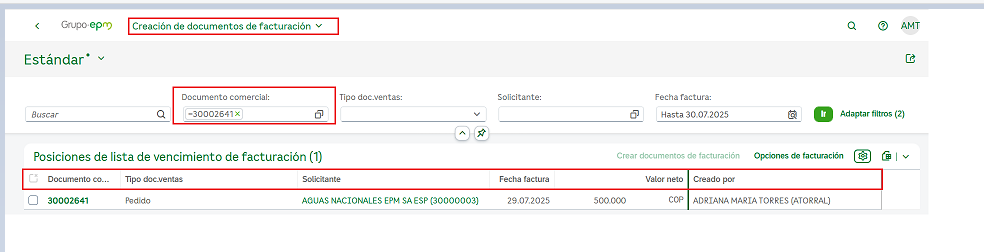 Grupo·epm Creación de documentos de facturación AMT
Estándar*
Documento comercial: Tipo doc.ventas: Solicitante: Fecha factura:
Buscar =30002641 Hasta 30.07.2025 Ir Adaptar filtros (2)
Posiciones de lista de vencimiento de facturación (1) Crear documentos de facturación Opciones de facturación
Documento co... Tipo doc.ventas Solicitante Fecha factura Valor neto Creado por
30002641 Pedido AGUAS NACIONALES EPM SA ESP (30000003) 29.07.2025 500.000 COP ADRIANA MARIA TORRES (ATORRAL)